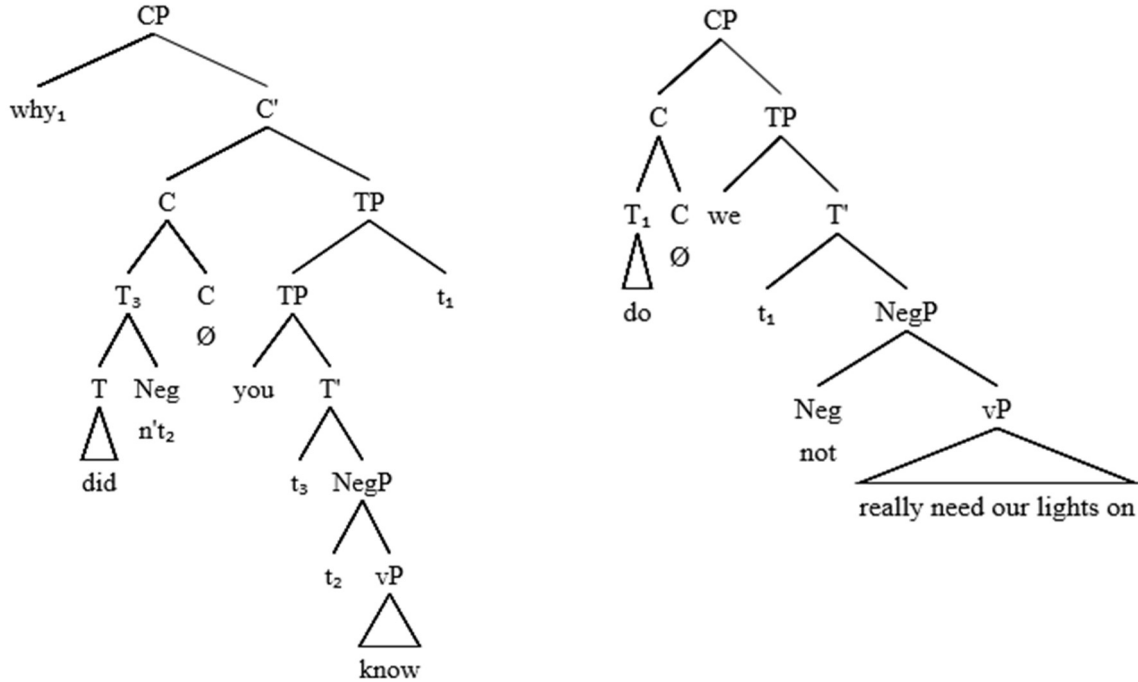 CP
why₁
C'
C
TP
T₃
C
Ø
TP
t₁
T
Neg
you
T'
did
n't₂
t₃
NegP
t₂
vP
know
CP
C
TP
T₁
C
Ø
we
T'
do
t₁
NegP
Neg
not
vP
really need our lights on